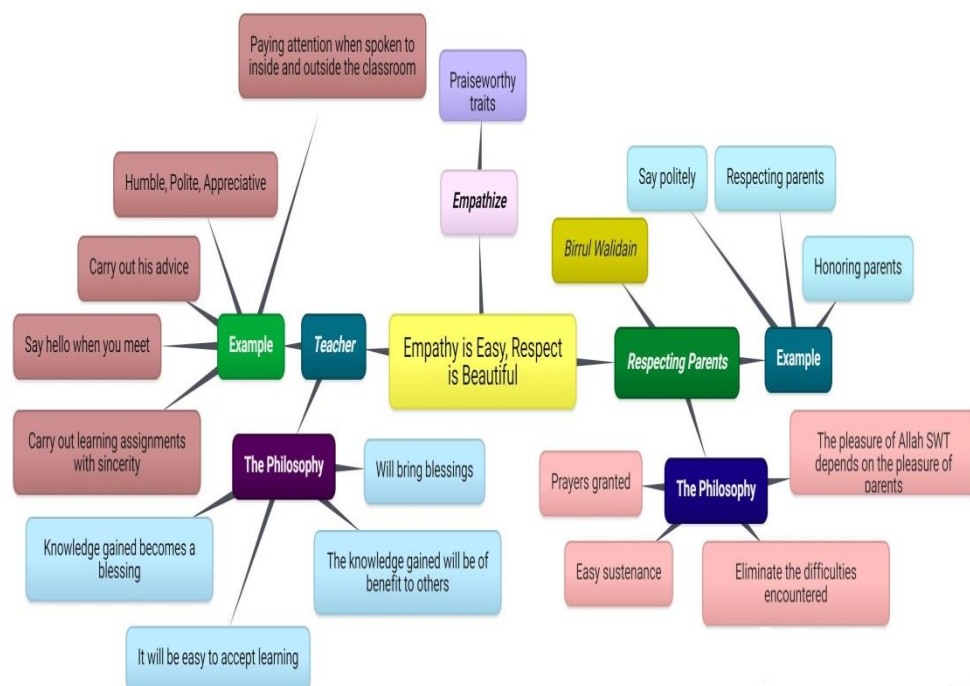 Paying attention when spoken to
inside and outside the classroom
Praiseworthy
traits
Humble, Polite, Appreciative
Empathize
Say politely
Respecting parents
Birrul Walidain
Carry out his advice
Honoring parents
Say hello when you meet
Example
Teacher
Empathy is Easy, Respect
is Beautiful
Respecting Parents
Example
Carry out learning assignments
with sincerity
The Philosophy
Will bring blessings
Prayers granted
The Philosophy
The pleasure of Allah SWT
depends on the pleasure of
parents
Knowledge gained becomes a
blessing
The knowledge gained will be of
benefit to others
Easy sustenance
Eliminate the difficulties
encountered
It will be easy to accept learning